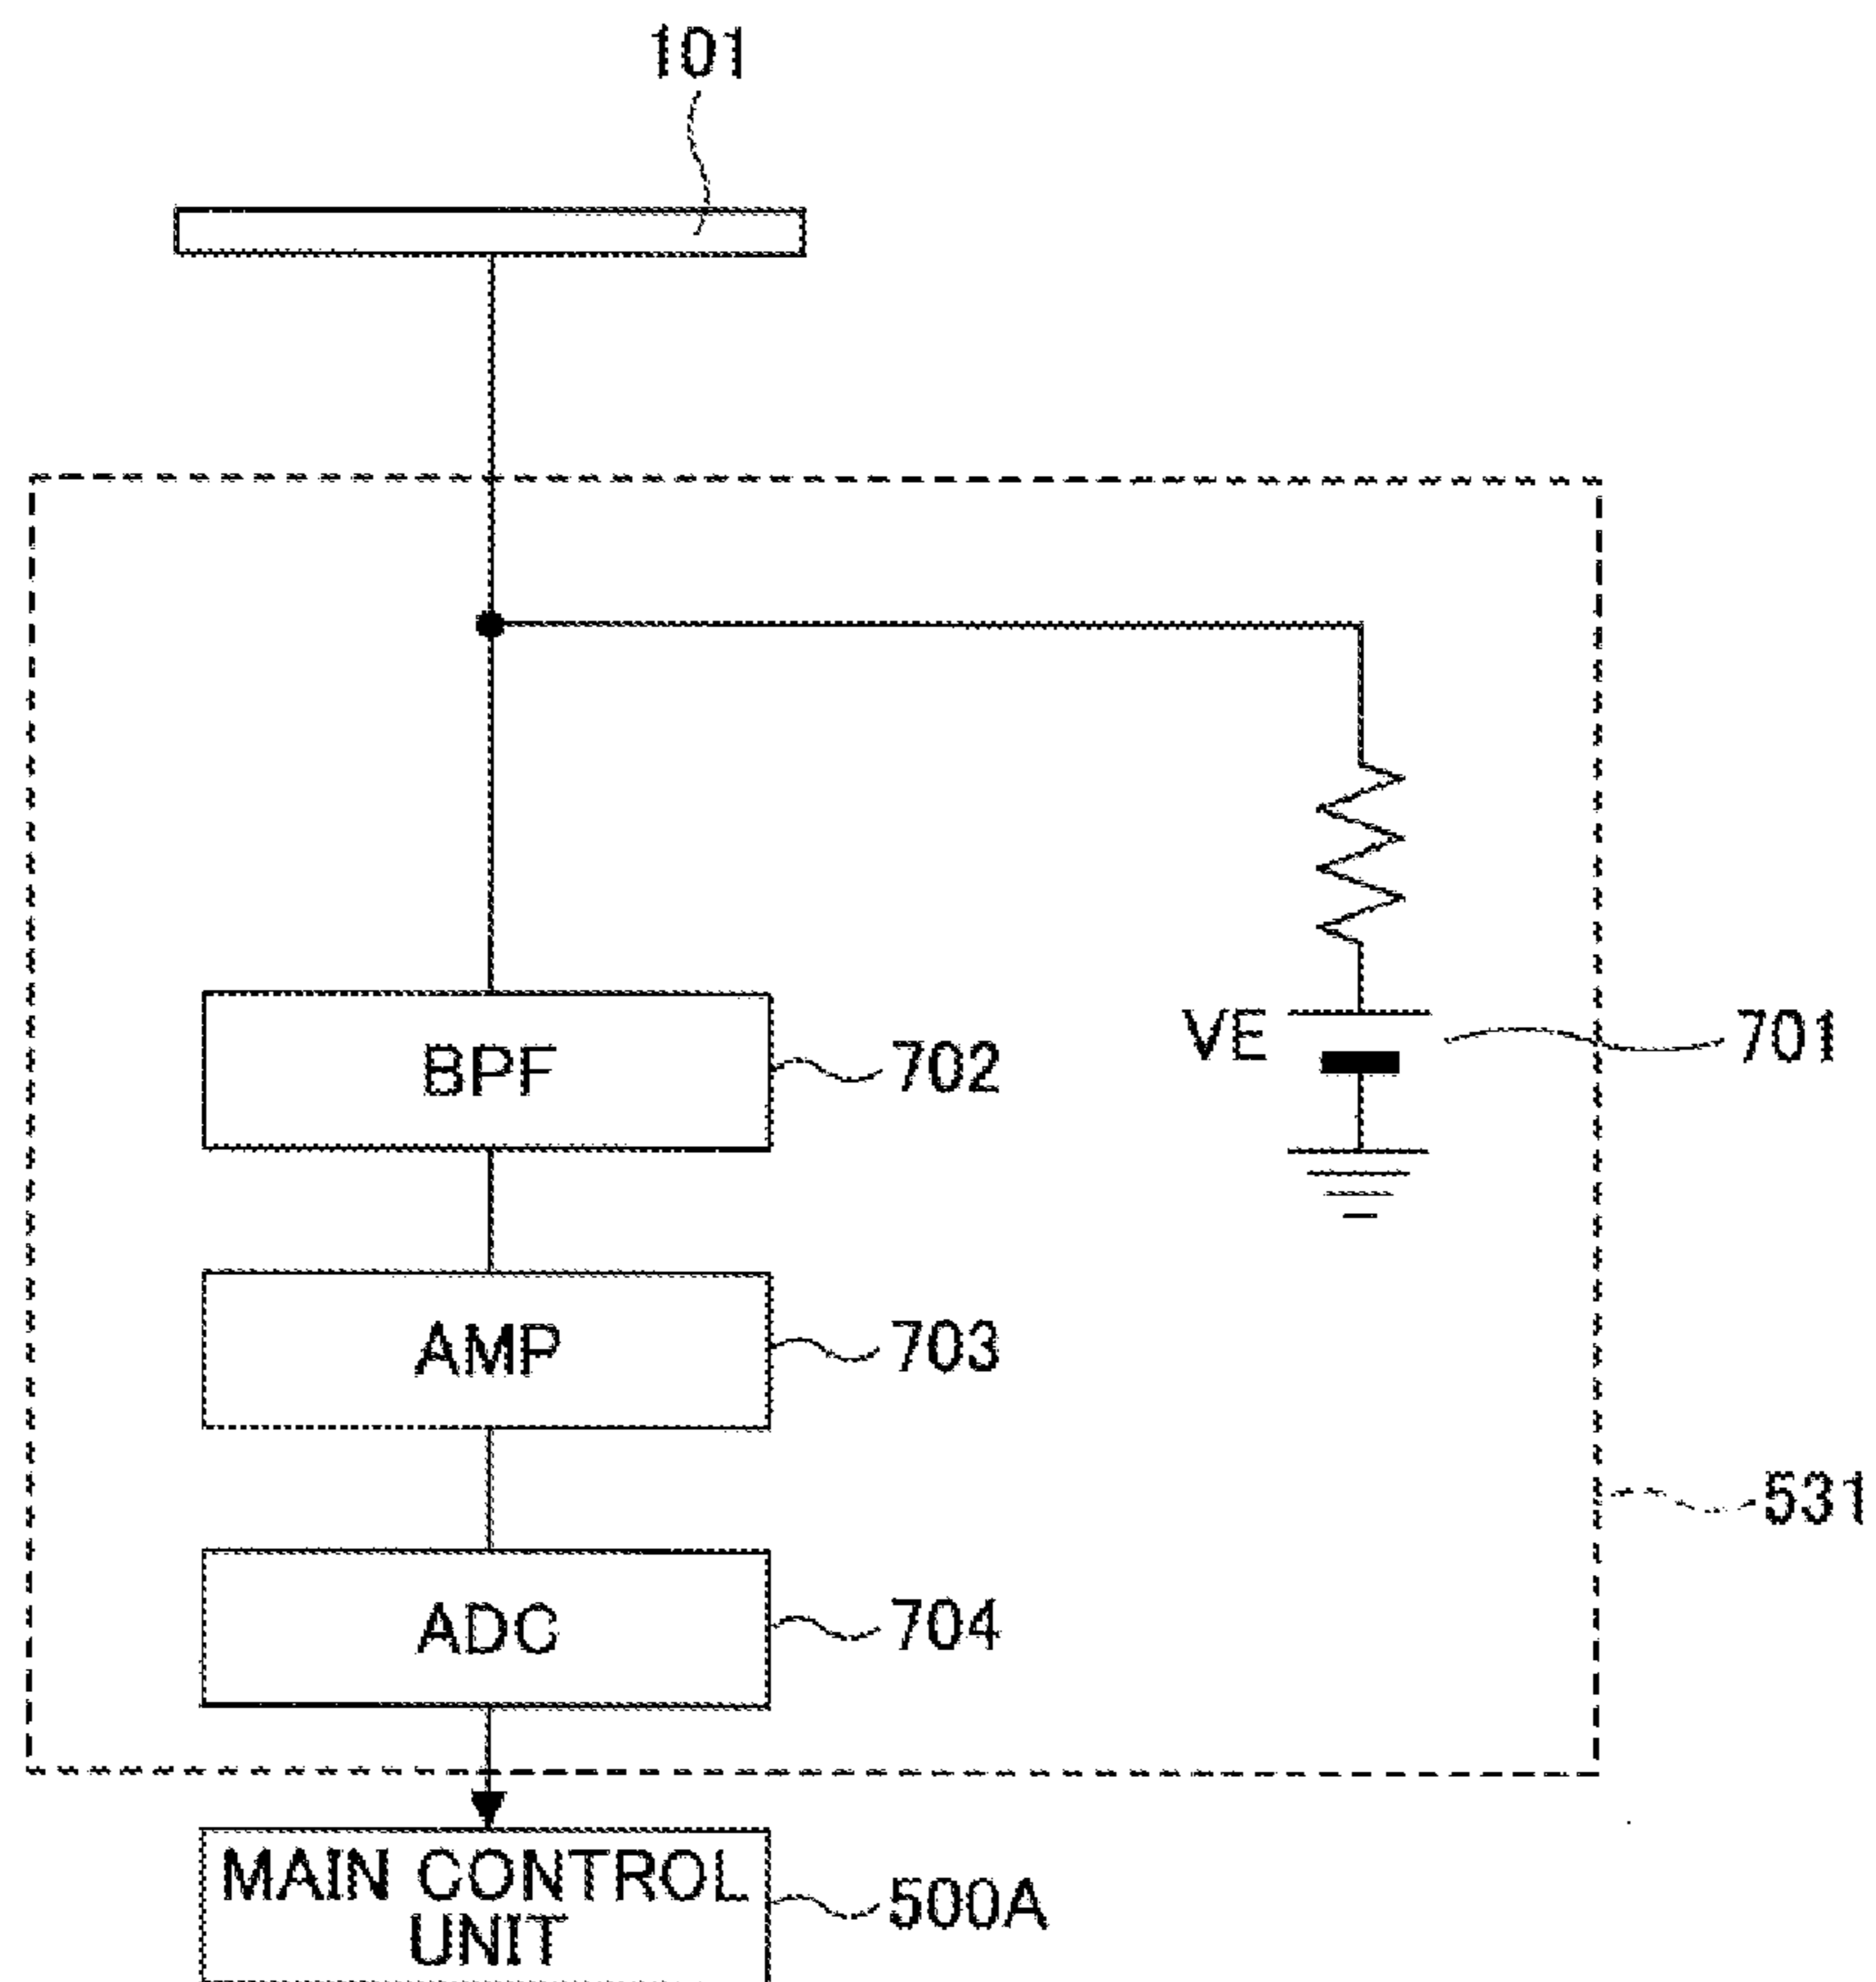 101
BPF
702
VE
701
AMP
703
531
ADC
704
MAIN CONTROL
UNIT
500A